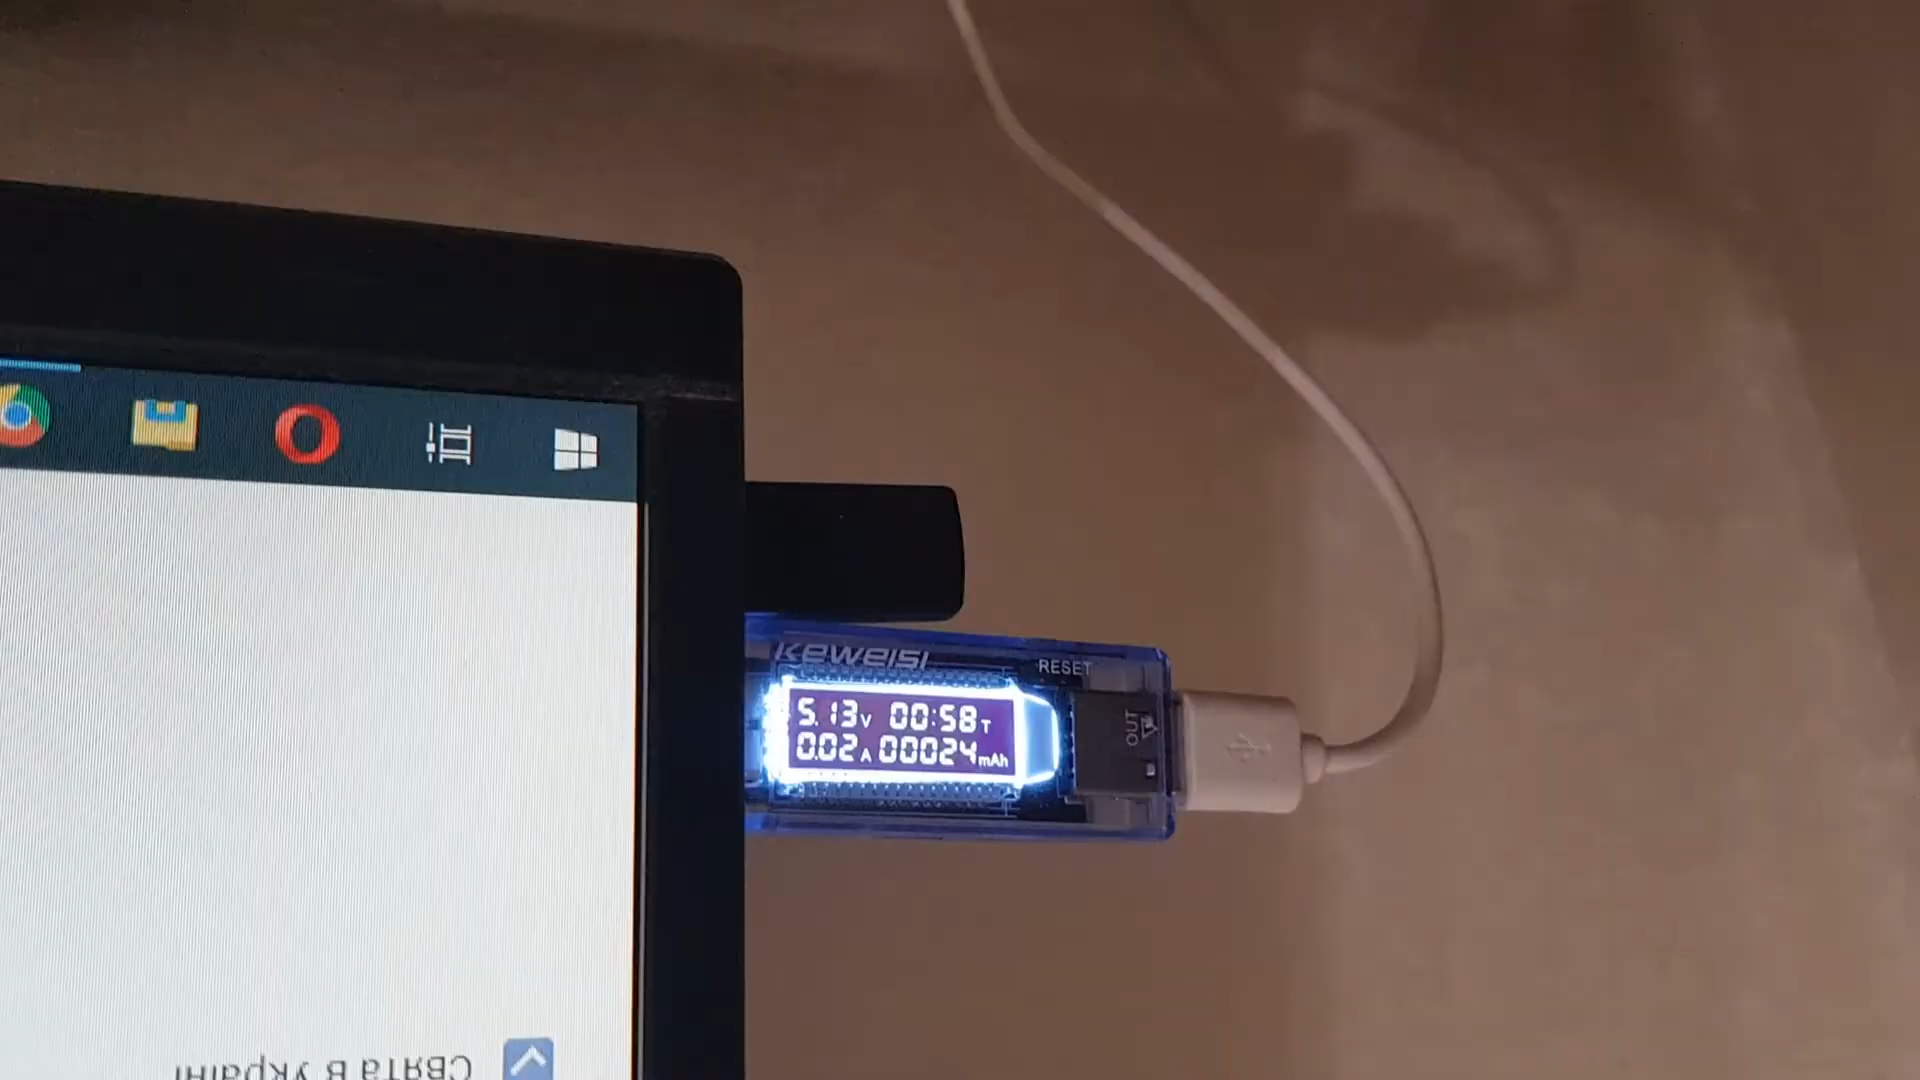 KEWEISI
RESET
5.13V 00:58T
0.02A 00024mAh
OUT
Свята в Україні